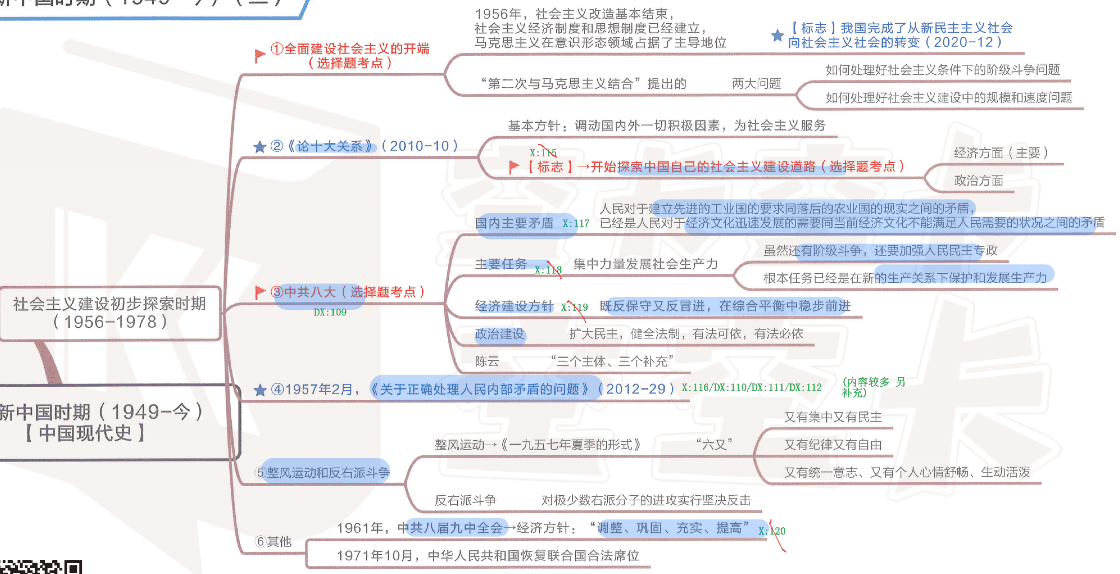 新中国时期(1949-今)(二)
①全面建设社会主义的开端
(选择题考点)
1956年,社会主义改造基本结束,
社会主义经济制度和思想制度已经建立,
马克思主义在意识形态领域占据了主导地位
【标志】我国完成了从新民主主义社会
向社会主义社会的转变(2020-12)
“第二次与马克思主义结合”提出的
两大问题
如何处理好社会主义条件下的阶级斗争问题
如何处理好社会主义建设中的规模和速度问题
②《论十大关系》(2010-10)
基本方针:调动国内外一切积极因素,为社会主义服务
X:115
【标志】→开始探索中国自己的社会主义建设道路(选择题考点)
经济方面(主要)
政治方面
社会主义建设初步探索时期
(1956-1978)
③中共八大(选择题考点)
DX:109
国内主要矛盾 X:117
人民对于建立先进的工业国的要求同落后的农业国的现实之间的矛盾,
已经是人民对于经济文化迅速发展的需要同当前经济文化不能满足人民需要的状况之间的矛盾
主要任务 X:118
集中力量发展社会生产力
虽然还有阶级斗争,还要加强人民民主专政
根本任务已经是在新的生产关系下保护和发展生产力
经济建设方针 X:119
既反保守又反冒进,在综合平衡中稳步前进
政治建设
扩大民主,健全法制,有法可依,有法必依
陈云
“三个主体、三个补充”
④1957年2月,《关于正确处理人民内部矛盾的问题》(2012-29)
X:116/DX:110/DX:111/DX:112
(内容较多 另
补充)
新中国时期(1949-今)
【中国现代史】
⑤整风运动和反右派斗争
整风运动→《一九五七年夏季的形式》
“六又”
又有集中又有民主
又有纪律又有自由
又有统一意志、又有个人心情舒畅、生动活泼
反右派斗争
对极少数右派分子的进攻实行坚决反击
⑥其他
1961年,中共八届九中全会→经济方针:“调整、巩固、充实、提高” X:120
1971年10月,中华人民共和国恢复联合国合法席位